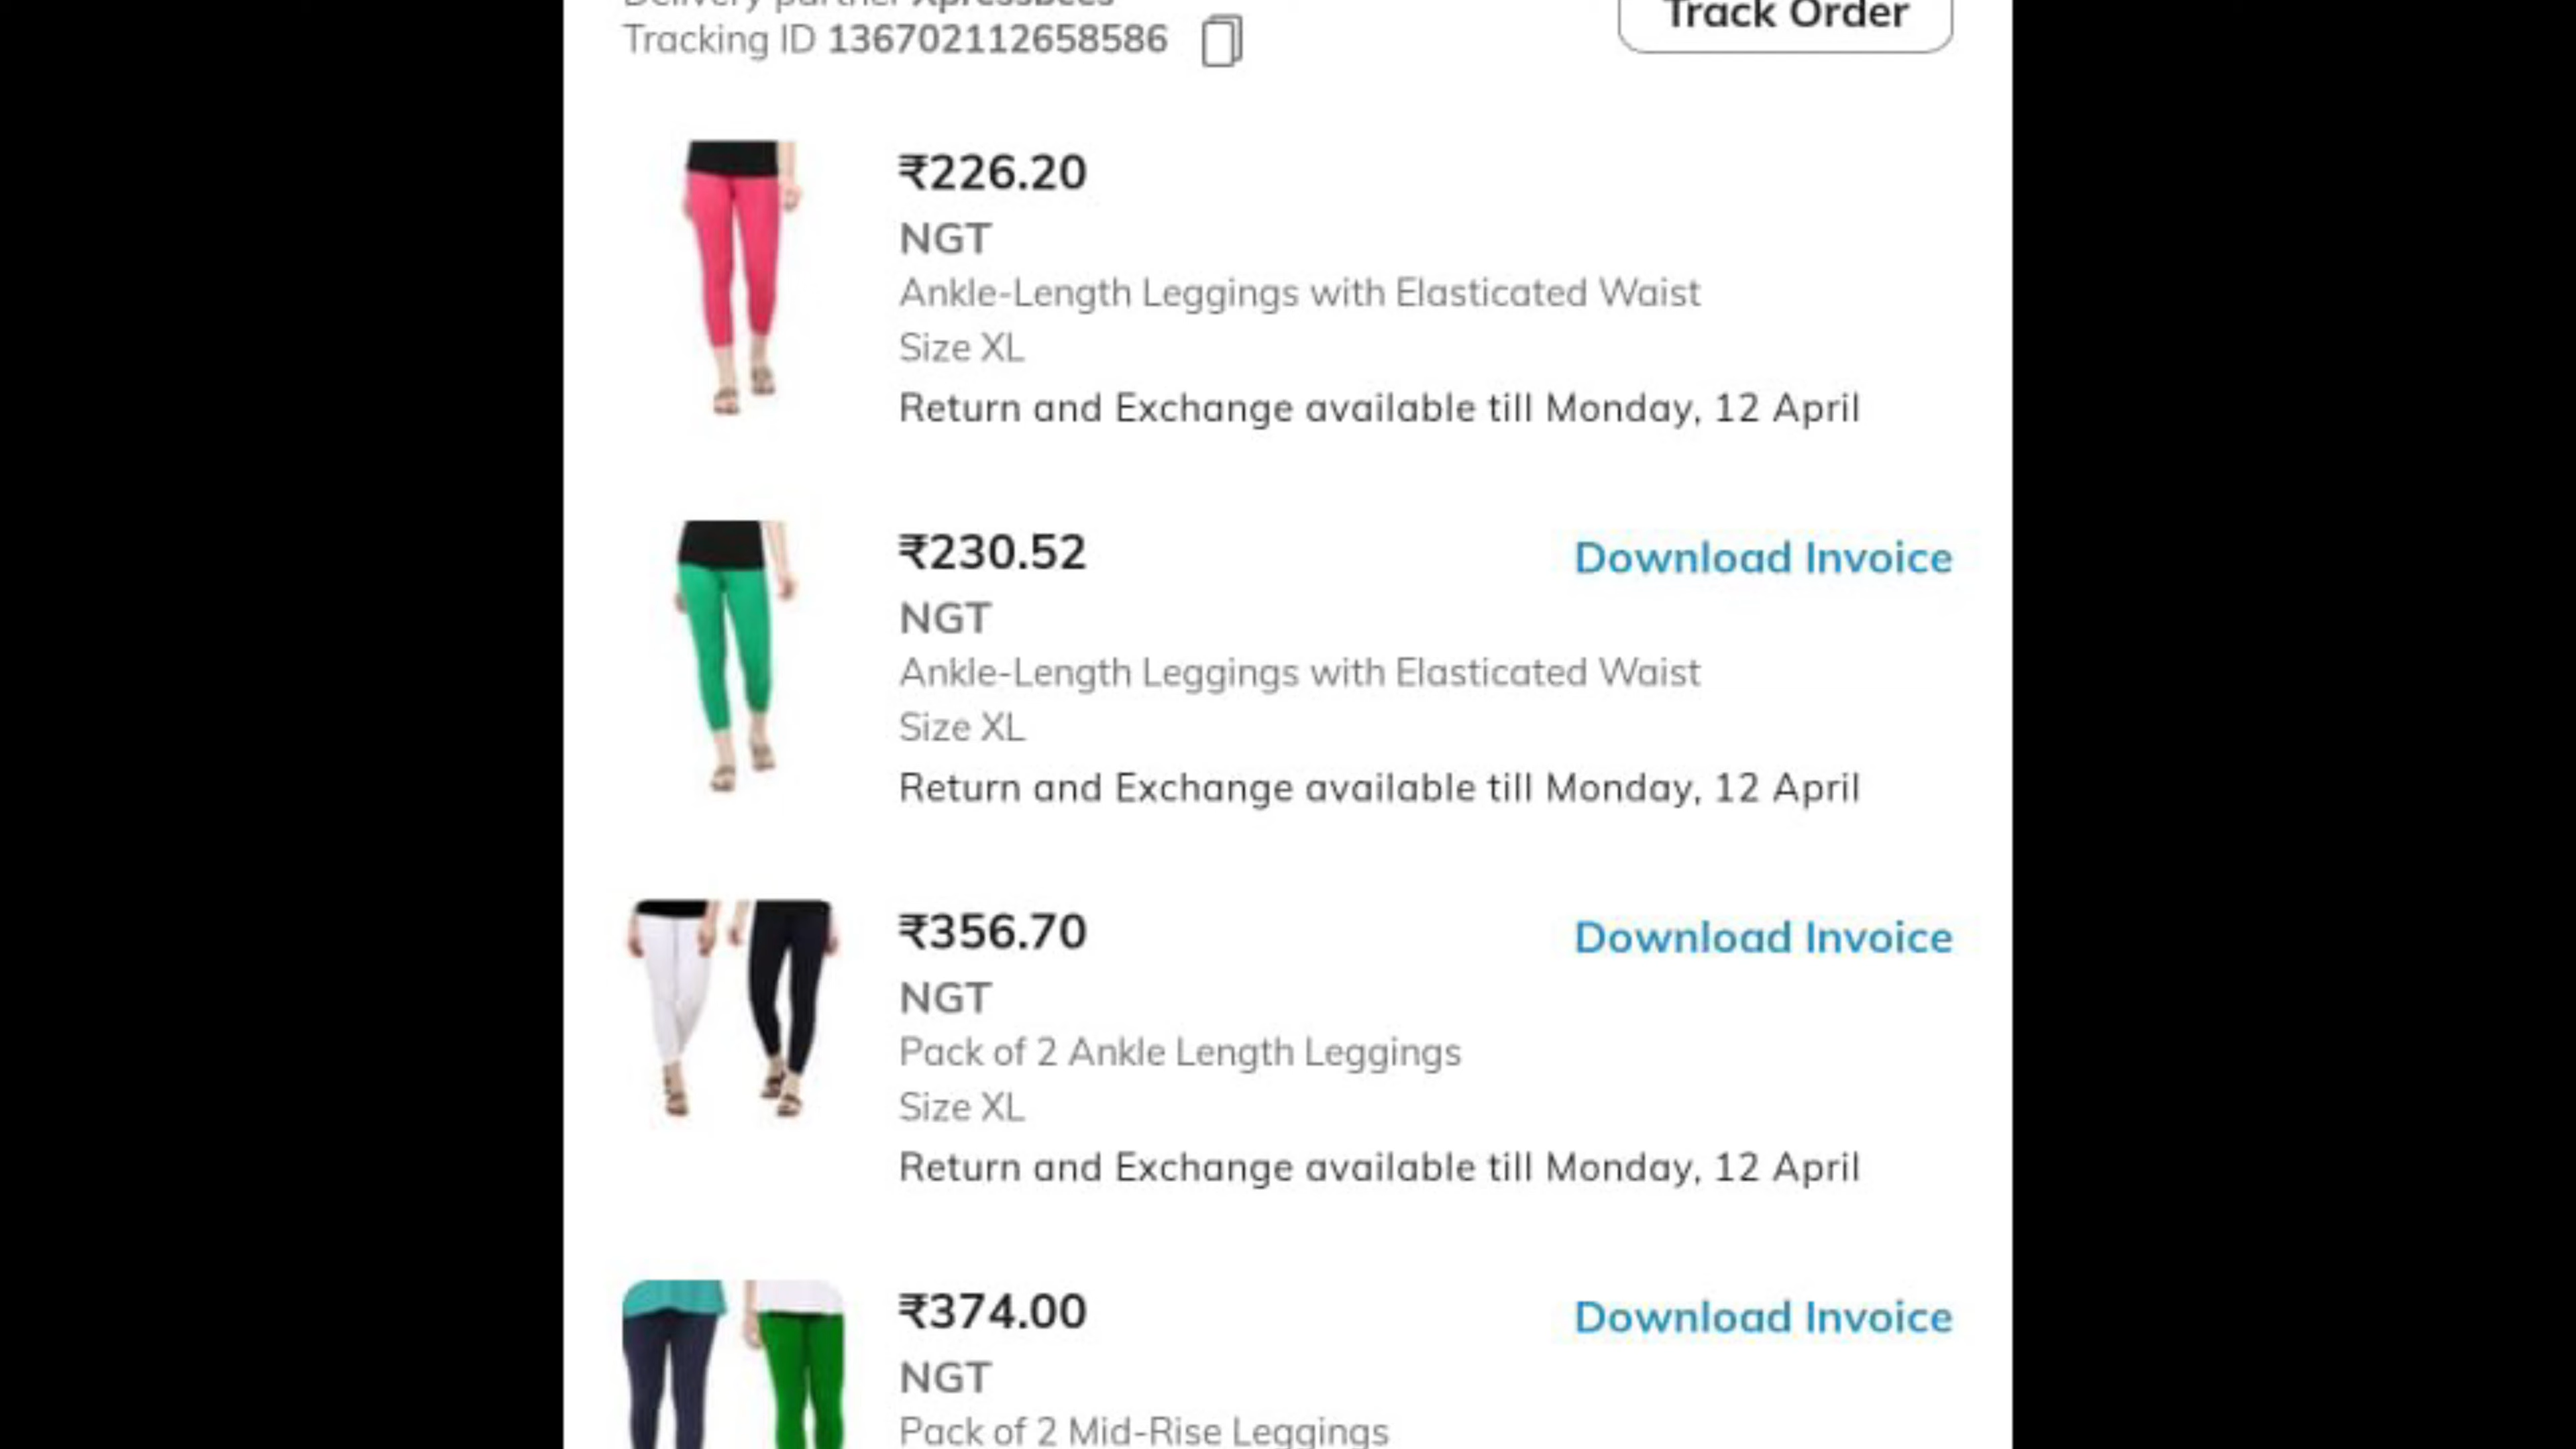 Delivery partner Xpressbees
Tracking ID 136702112658586
Track Order
₹226.20
NGT
Ankle-Length Leggings with Elasticated Waist
Size XL
Return and Exchange available till Monday, 12 April
₹230.52
Download Invoice
NGT
Ankle-Length Leggings with Elasticated Waist
Size XL
Return and Exchange available till Monday, 12 April
₹356.70
Download Invoice
NGT
Pack of 2 Ankle Length Leggings
Size XL
Return and Exchange available till Monday, 12 April
₹374.00
Download Invoice
NGT
Pack of 2 Mid-Rise Leggings